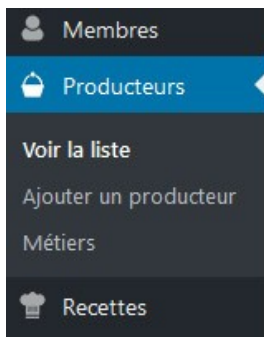 Membres
Producteurs
Voir la liste
Ajouter un producteur
Métiers
Recettes